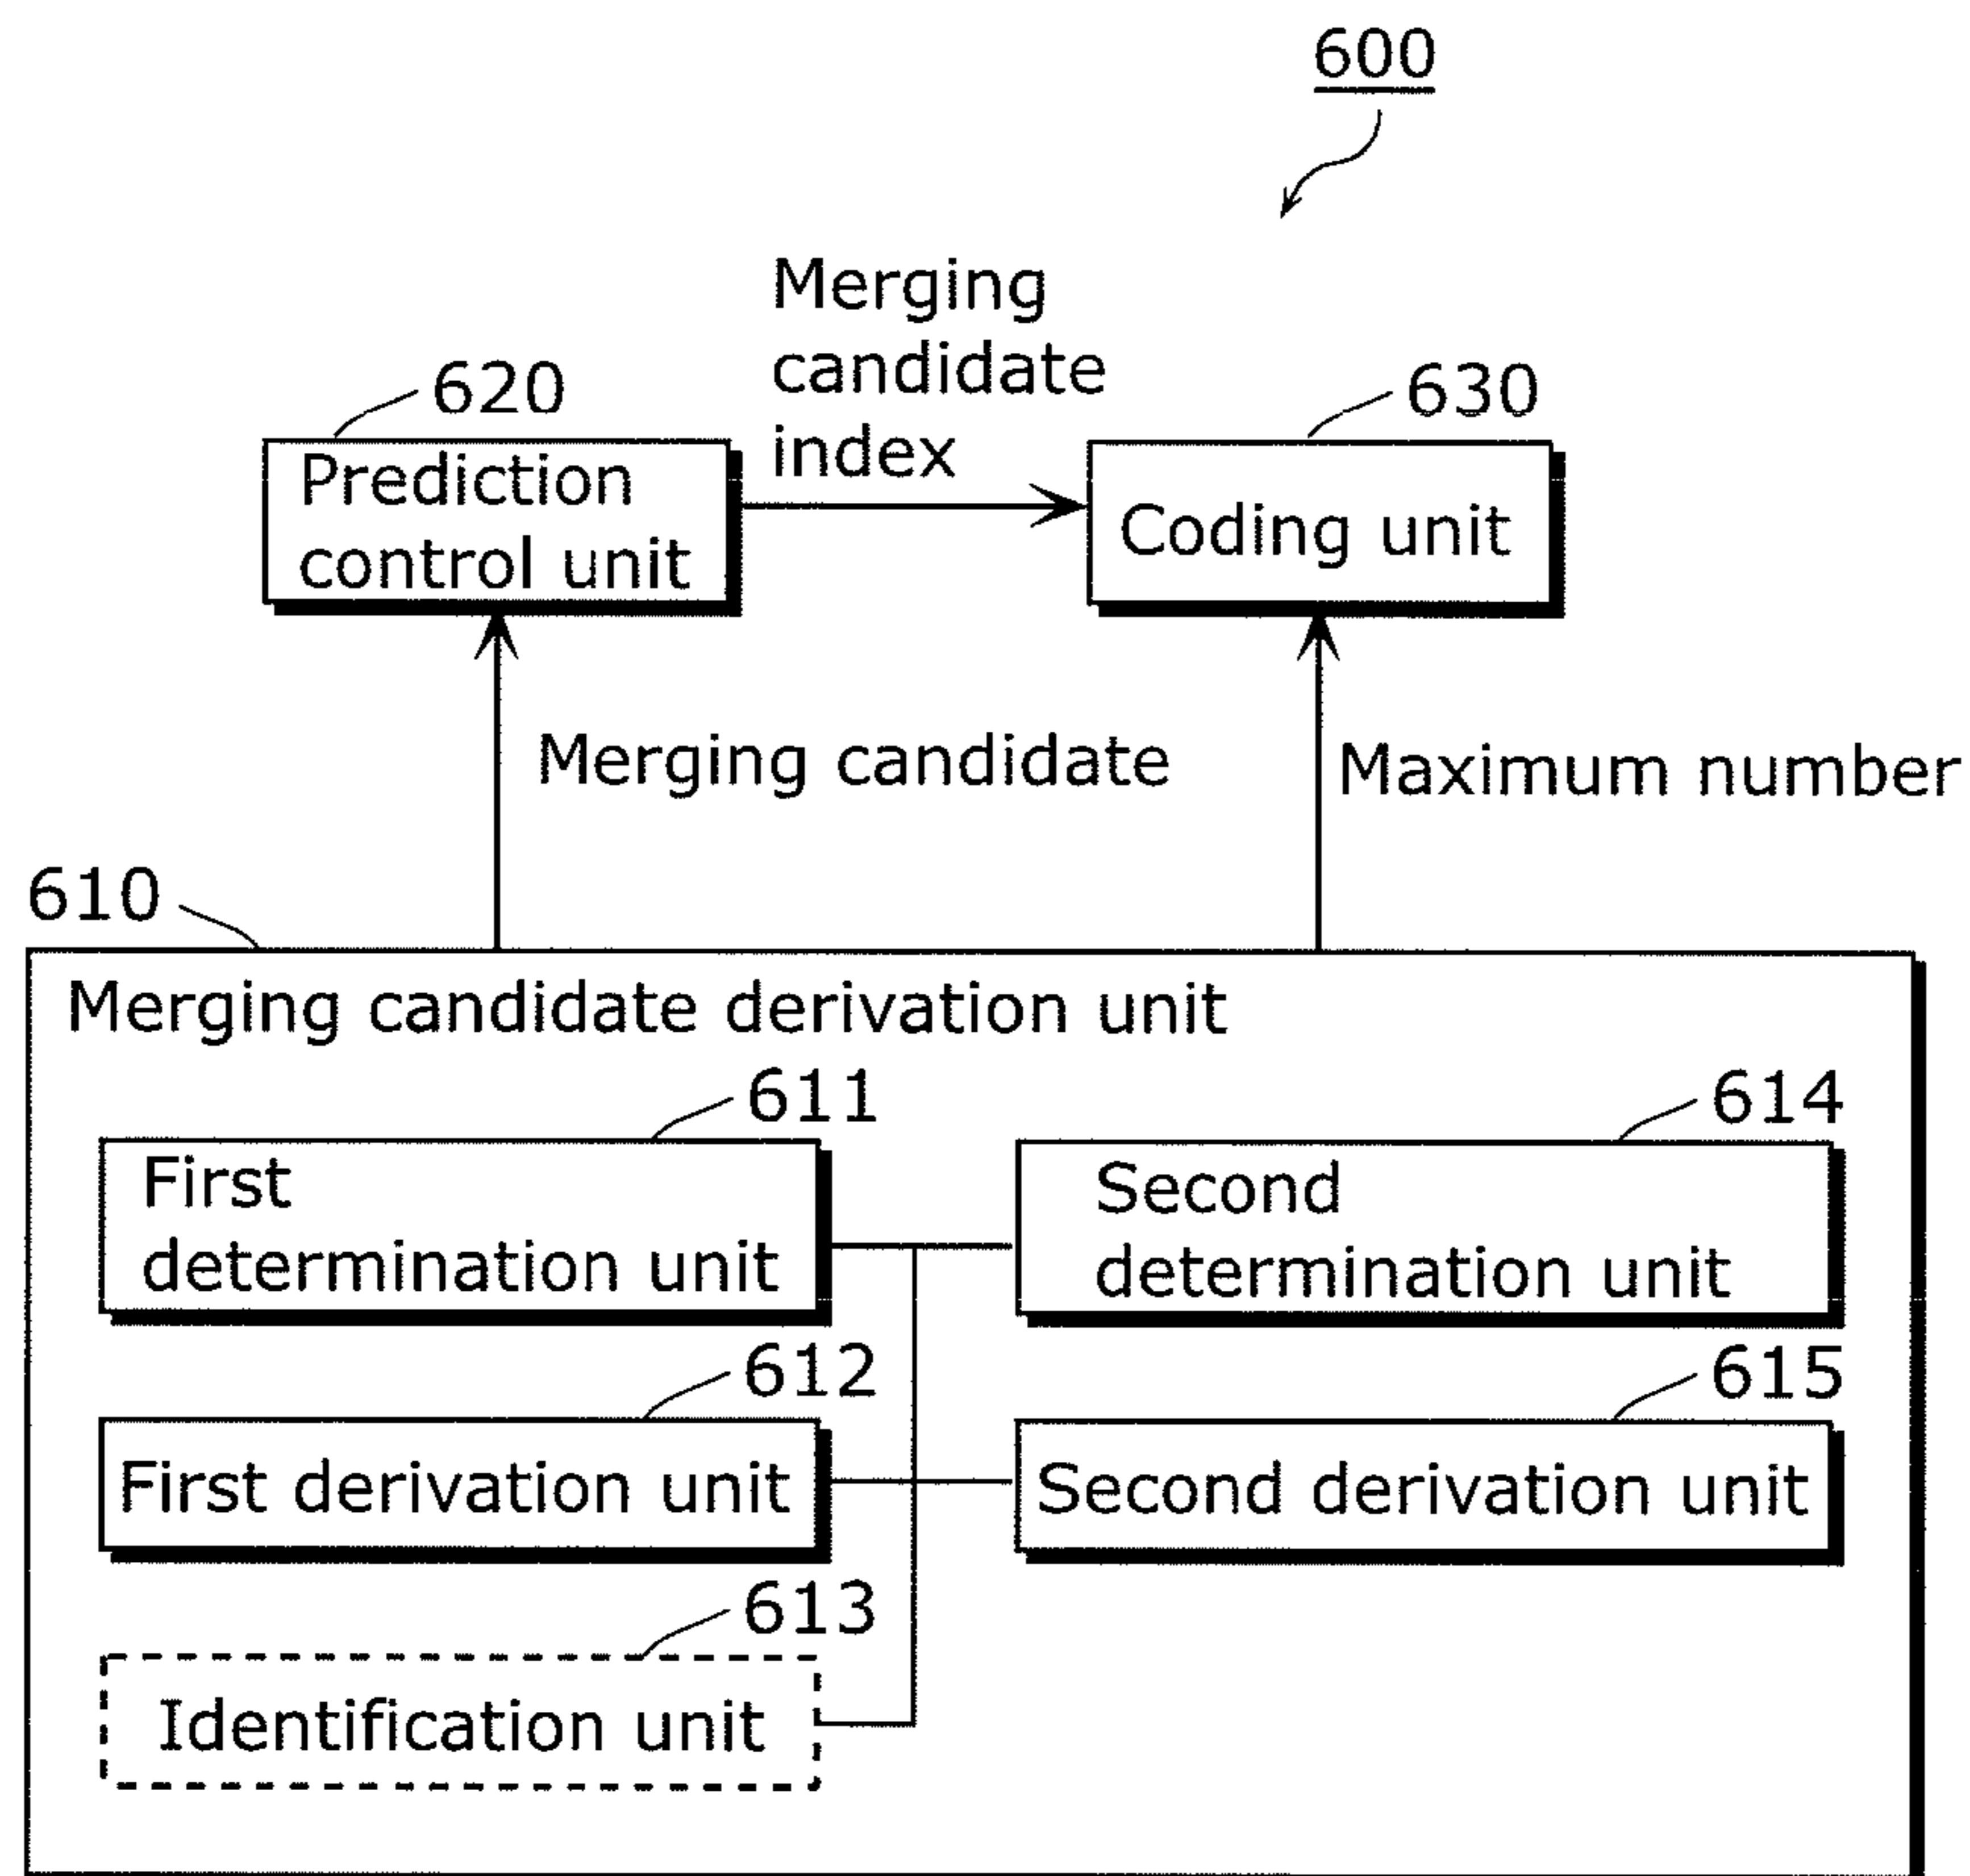 600
Merging
candidate
index
620
630
Prediction
control unit
Coding unit
Merging candidate
Maximum number
610
Merging candidate derivation unit
611
614
First
determination unit
Second
determination unit
612
615
First derivation unit
Second derivation unit
613
Identification unit